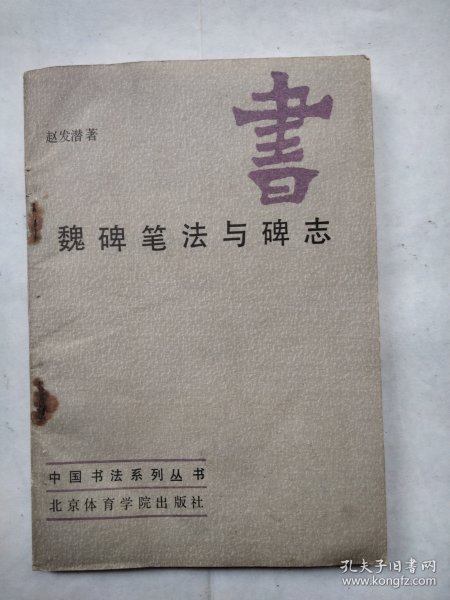 書
赵发潜著
魏碑笔法与碑志
中国书法系列丛书
北京体育学院出版社
孔夫子旧书网
www.kongfz.com